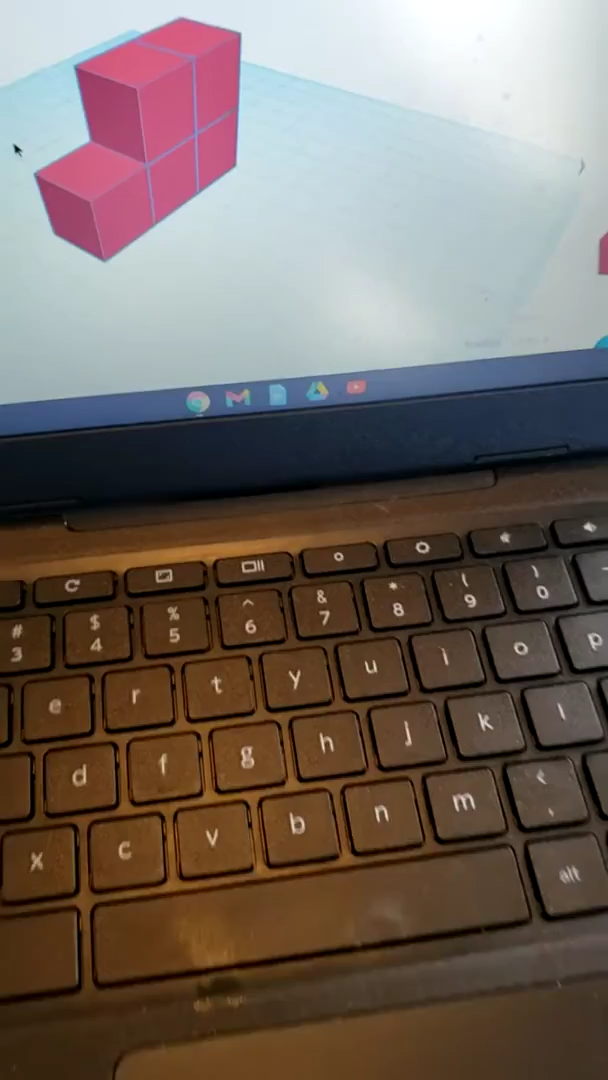 # $ % ^ & * ( )
3 4 5 6 7 8 9 0
e r t y u i o p
d f g h j k l
x c v b n m
alt